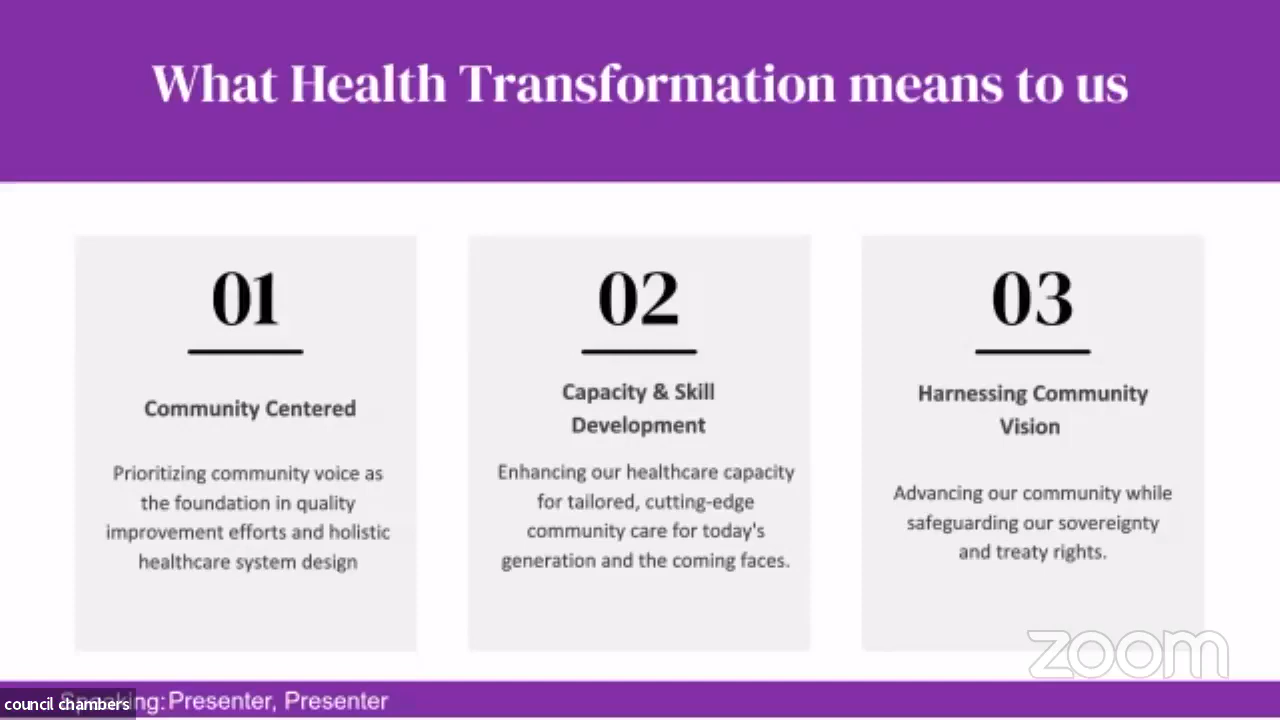 What Health Transformation means to us
01
Community Centered
Prioritizing community voice as
the foundation in quality
improvement efforts and holistic
healthcare system design
02
Capacity & Skill
Development
Enhancing our healthcare capacity
for tailored, cutting-edge
community care for today's
generation and the coming faces.
03
Harnessing Community
Vision
Advancing our community while
safeguarding our sovereignty
and treaty rights.
zoom
Speaking: Presenter, Presenter
council chambers